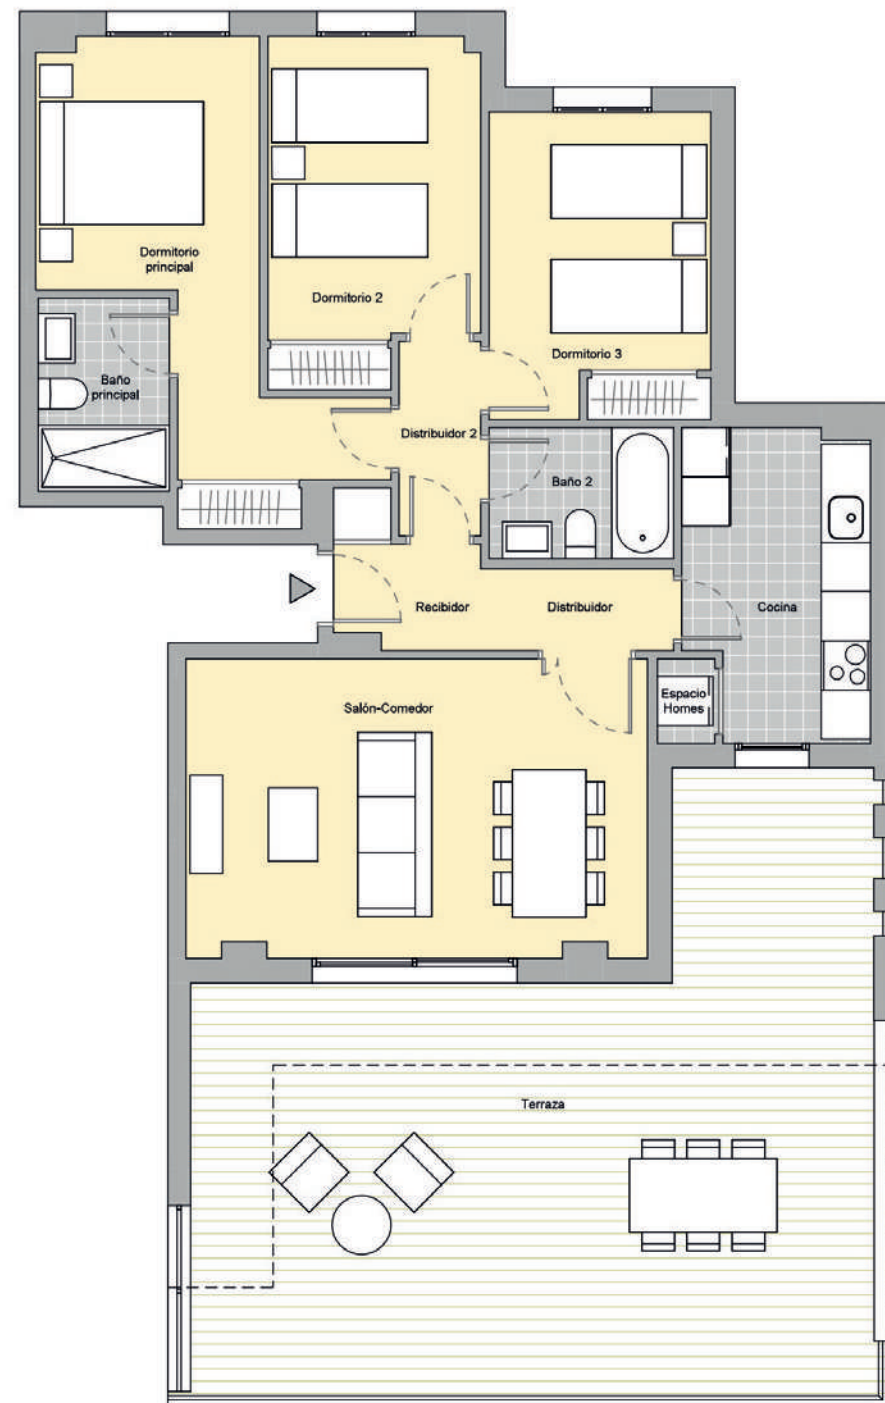 Dormitorio
principal
Dormitorio 2
Dormitorio 3
Baño
principal
Distribuidor 2
Baño 2
Recibidor
Distribuidor
Cocina
Espacio
Homes
Salón-Comedor
Terraza